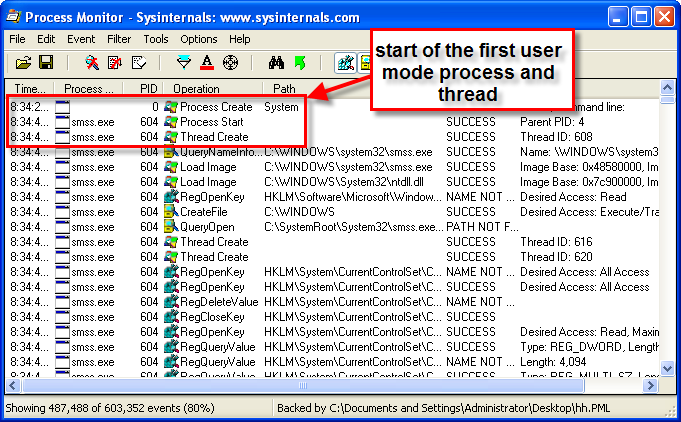 Process Monitor - Sysinternals: www.sysinternals.com
File Edit Event Filter Tools Options Help
start of the first user
mode process and
thread
Time... Process ... PID Operation Path
8:34:2... 0 Process Create System mmand line:
8:34:4... smss.exe 604 Process Start SUCCESS Parent PID: 4
8:34:4... smss.exe 604 Thread Create SUCCESS Thread ID: 608
8:34:4... smss.exe 604 QueryNameInfo... C:\WINDOWS\system32\smss.exe SUCCESS Name: \WINDOWS\system3
8:34:4... smss.exe 604 Load Image C:\WINDOWS\System32\smss.exe SUCCESS Image Base: 0x48580000, Im
8:34:4... smss.exe 604 Load Image C:\WINDOWS\System32\ntdll.dll SUCCESS Image Base: 0x7c900000, Im
8:34:4... smss.exe 604 RegOpenKey HKLM\Software\Microsoft\Window... NAME NOT ... Desired Access: Read
8:34:4... smss.exe 604 CreateFile C:\WINDOWS SUCCESS Desired Access: Execute/Tra
8:34:4... smss.exe 604 QueryOpen C:\SystemRoot\System32\smss.exe... PATH NOT F...
8:34:4... smss.exe 604 Thread Create SUCCESS Thread ID: 616
8:34:4... smss.exe 604 Thread Create SUCCESS Thread ID: 620
8:34:4... smss.exe 604 RegOpenKey HKLM\System\CurrentControlSet\C... NAME NOT ... Desired Access: All Access
8:34:4... smss.exe 604 RegOpenKey HKLM\System\CurrentControlSet\C... SUCCESS Desired Access: All Access
8:34:4... smss.exe 604 RegDeleteValue HKLM\System\CurrentControlSet\C... NAME NOT ...
8:34:4... smss.exe 604 RegCloseKey HKLM\System\CurrentControlSet\C... SUCCESS
8:34:4... smss.exe 604 RegOpenKey HKLM\System\CurrentControlSet\C... SUCCESS Desired Access: Read, Maxim
8:34:4... smss.exe 604 RegQueryValue HKLM\System\CurrentControlSet\C... SUCCESS Type: REG_DWORD, Length
8:34:4... smss.exe 604 RegQueryValue HKLM\System\CurrentControlSet\C... NAME NOT ... Length: 4,094
8:34:4... smss.exe 604 RegQueryValue HKLM\System\CurrentControlSet\C... SUCCESS Type: REG_MULTI_SZ, Length
Showing 487,488 of 603,352 events (80%) Backed by C:\Documents and Settings\Administrator\Desktop\hh.PML